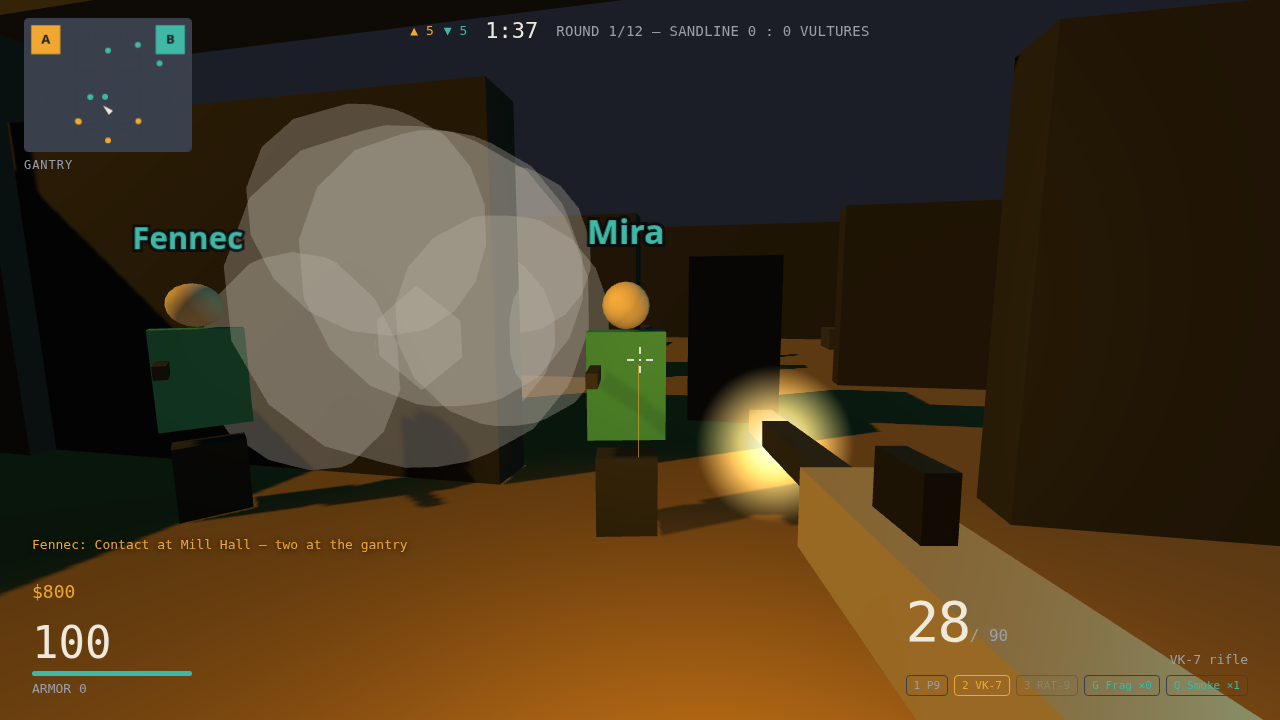 A B
▲ 5 ▼ 5 1:37 ROUND 1/12 — SANDLINE 0 : 0 VULTURES
GANTRY
Fennec
Mira
Fennec: Contact at Mill Hall — two at the gantry
$800
100
ARMOR 0
28 / 90
VK-7 rifle
1 P9 2 VK-7 3 RAT-9 G Frag ×0 Q Smoke ×1